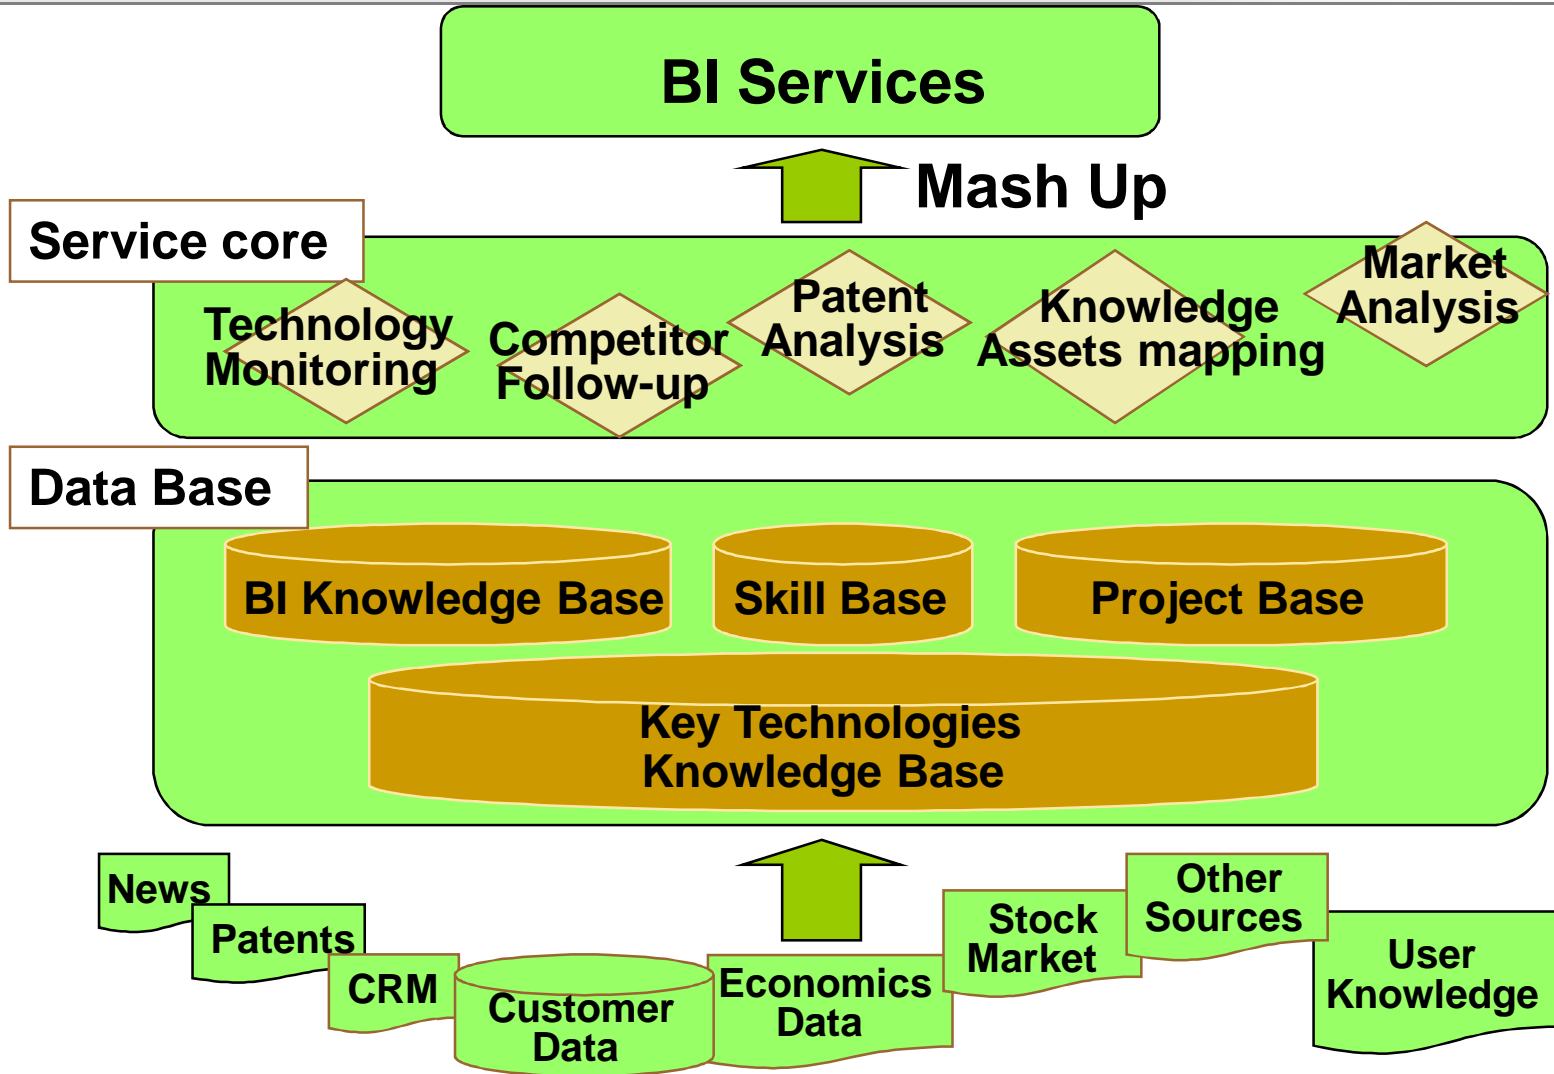 BI Services
Mash Up
Service core
Technology
Monitoring
Competitor
Follow-up
Patent
Analysis
Knowledge
Assets mapping
Market
Analysis
Data Base
BI Knowledge Base
Skill Base
Project Base
Key Technologies
Knowledge Base
News
Patents
CRM
Customer
Data
Economics
Data
Stock
Market
Other
Sources
User
Knowledge